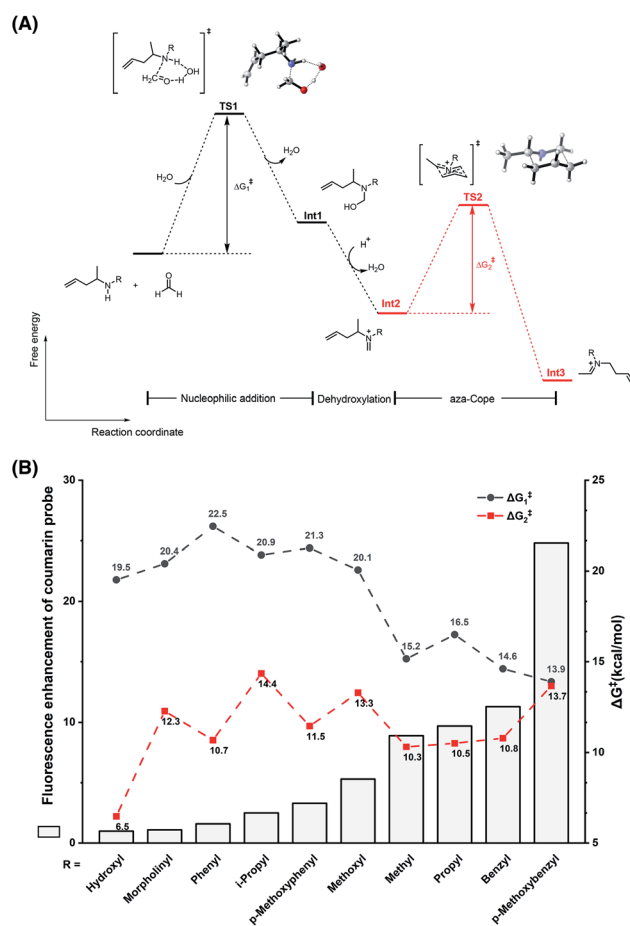 (A)
R
N
H
H₂C
O
H
OH
‡
TS1
H₂O
H₂O
ΔG₁‡
R
N
H
+
O
H
H
Int1
N
R
HO
H⁺
H₂O
Int2
N
R
+
R
N
+
‡
TS2
ΔG₂‡
Int3
R
N
+
Free energy
Reaction coordinate
Nucleophilic addition
Dehydroxylation
aza-Cope
(B)
Fluorescence enhancement of coumarin probe
ΔG‡(kcal/mol)
30
20
10
0
25
20
15
10
5
ΔG₁‡
ΔG₂‡
19.5
20.4
22.5
20.9
21.3
20.1
15.2
16.5
14.6
13.9
6.5
12.3
10.7
14.4
11.5
13.3
10.3
10.5
10.8
13.7
R =
Hydroxyl
Morpholinyl
Phenyl
i-Propyl
p-Methoxyphenyl
Methoxyl
Methyl
Propyl
Benzyl
p-Methoxybenzyl